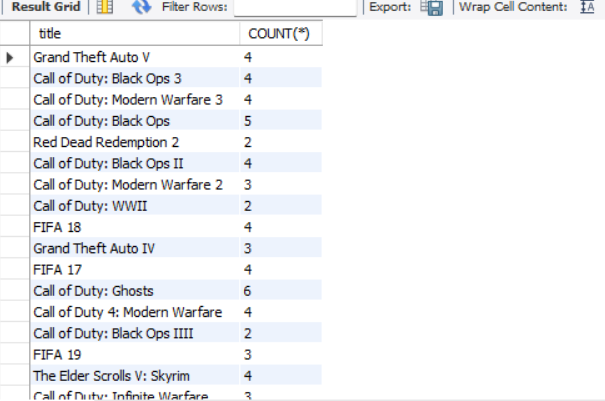 Result Grid Filter Rows: Export: Wrap Cell Content: IA
title COUNT(*)
Grand Theft Auto V 4
Call of Duty: Black Ops 3 4
Call of Duty: Modern Warfare 3 4
Call of Duty: Black Ops 5
Red Dead Redemption 2 2
Call of Duty: Black Ops II 4
Call of Duty: Modern Warfare 2 3
Call of Duty: WWII 2
FIFA 18 4
Grand Theft Auto IV 3
FIFA 17 4
Call of Duty: Ghosts 6
Call of Duty 4: Modern Warfare 4
Call of Duty: Black Ops IIII 2
FIFA 19 3
The Elder Scrolls V: Skyrim 4
Call of Duty: Infinite Warfare 3